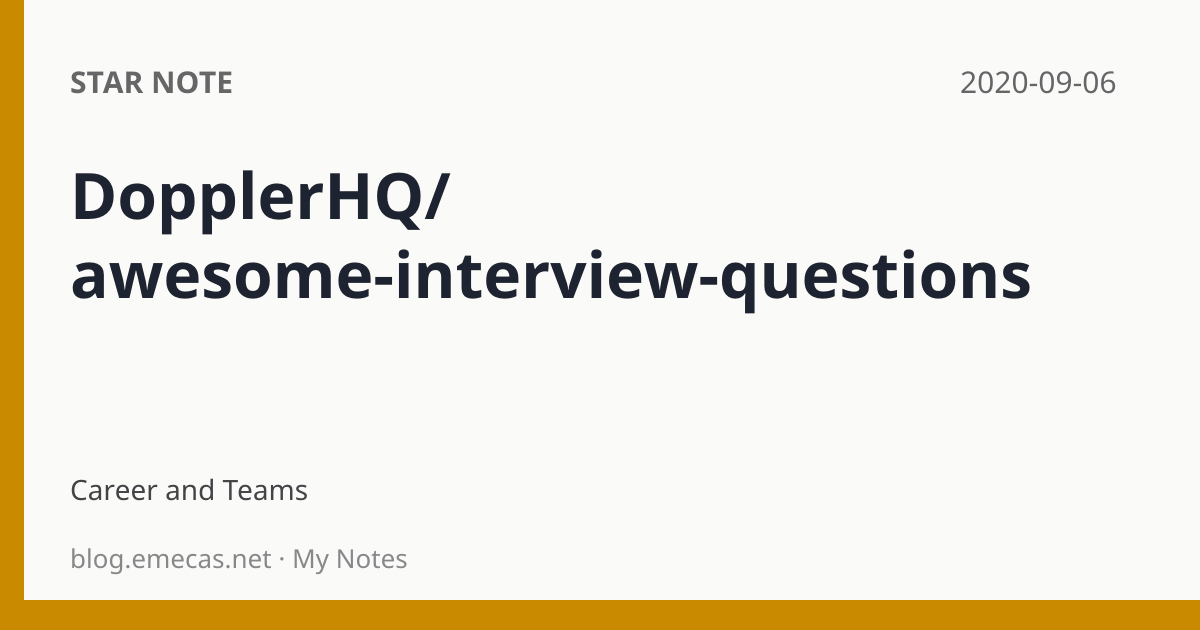 STAR NOTE
2020-09-06
DopplerHQ/
awesome-interview-questions
Career and Teams
blog.emecas.net · My Notes